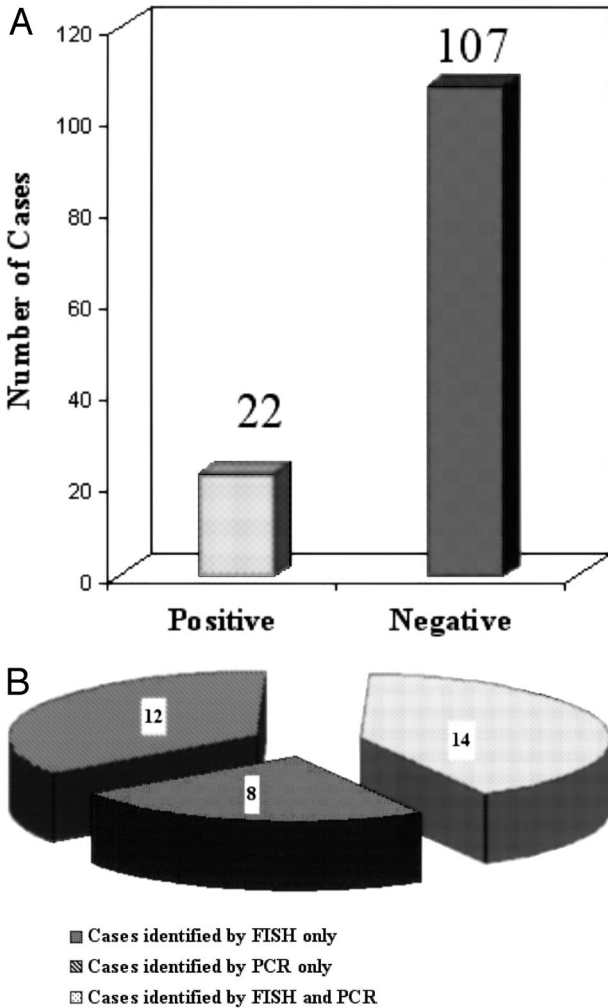 A
120
107
100
80
60
40
22
20
0
Number of Cases
Positive Negative
B
12
14
8
Cases identified by FISH only
Cases identified by PCR only
Cases identified by FISH and PCR